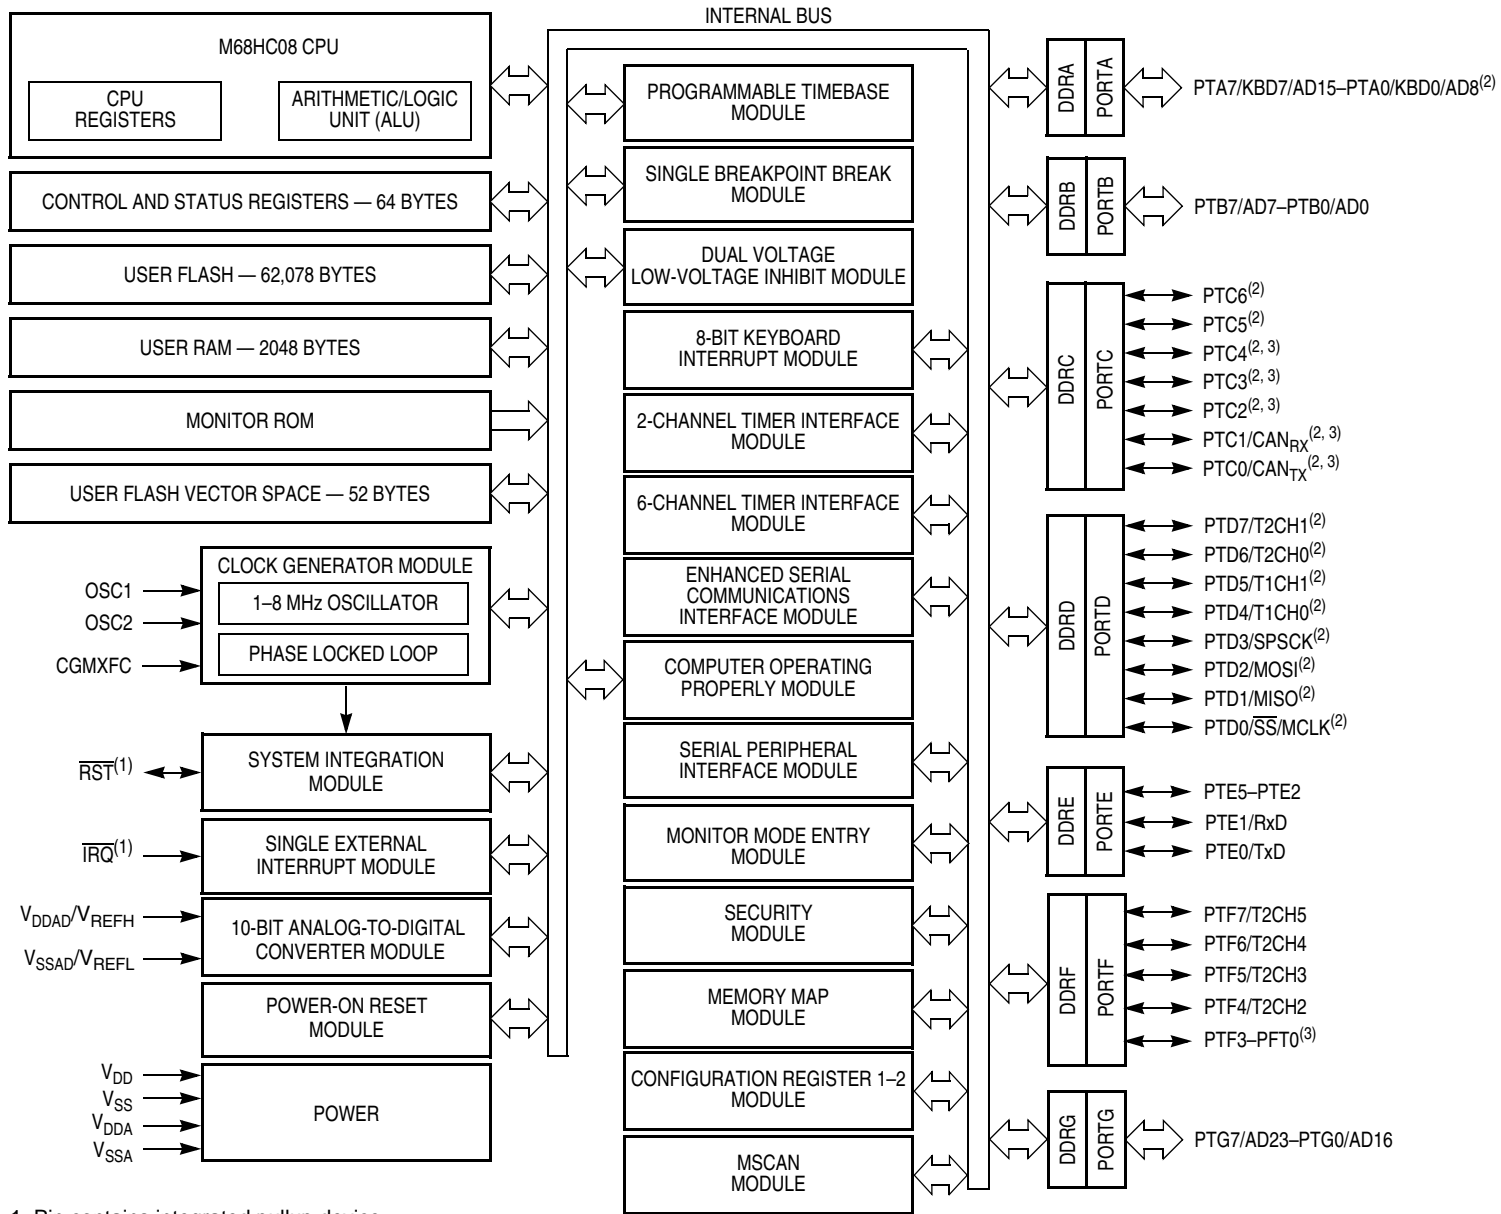 INTERNAL BUS
M68HC08 CPU
CPU
REGISTERS
ARITHMETIC/LOGIC
UNIT (ALU)
CONTROL AND STATUS REGISTERS — 64 BYTES
USER FLASH — 62,078 BYTES
USER RAM — 2048 BYTES
MONITOR ROM
USER FLASH VECTOR SPACE — 52 BYTES
OSC1
OSC2
CGMXFC
CLOCK GENERATOR MODULE
1–8 MHz OSCILLATOR
PHASE LOCKED LOOP
R̅S̅T̅(1)
SYSTEM INTEGRATION
MODULE
I̅R̅Q̅(1)
SINGLE EXTERNAL
INTERRUPT MODULE
VDDAD/VREFH
VSSAD/VREFL
10-BIT ANALOG-TO-DIGITAL
CONVERTER MODULE
POWER-ON RESET
MODULE
VDD
VSS
VDDA
VSSA
POWER
PROGRAMMABLE TIMEBASE
MODULE
SINGLE BREAKPOINT BREAK
MODULE
DUAL VOLTAGE
LOW-VOLTAGE INHIBIT MODULE
8-BIT KEYBOARD
INTERRUPT MODULE
2-CHANNEL TIMER INTERFACE
MODULE
6-CHANNEL TIMER INTERFACE
MODULE
ENHANCED SERIAL
COMMUNICATIONS
INTERFACE MODULE
COMPUTER OPERATING
PROPERLY MODULE
SERIAL PERIPHERAL
INTERFACE MODULE
MONITOR MODE ENTRY
MODULE
SECURITY
MODULE
MEMORY MAP
MODULE
CONFIGURATION REGISTER 1–2
MODULE
MSCAN
MODULE
DDRA
PORTA
PTA7/KBD7/AD15–PTA0/KBD0/AD8(2)
DDRB
PORTB
PTB7/AD7–PTB0/AD0
DDRC
PORTC
PTC6(2)
PTC5(2)
PTC4(2, 3)
PTC3(2, 3)
PTC2(2, 3)
PTC1/CANRX(2, 3)
PTC0/CANTX(2, 3)
DDRD
PORTD
PTD7/T2CH1(2)
PTD6/T2CH0(2)
PTD5/T1CH1(2)
PTD4/T1CH0(2)
PTD3/SPSCK(2)
PTD2/MOSI(2)
PTD1/MISO(2)
PTD0/S̅S̅/MCLK(2)
DDRE
PORTE
PTE5–PTE2
PTE1/RxD
PTE0/TxD
DDRF
PORTF
PTF7/T2CH5
PTF6/T2CH4
PTF5/T2CH3
PTF4/T2CH2
PTF3–PFT0(3)
DDRG
PORTG
PTG7/AD23–PTG0/AD16